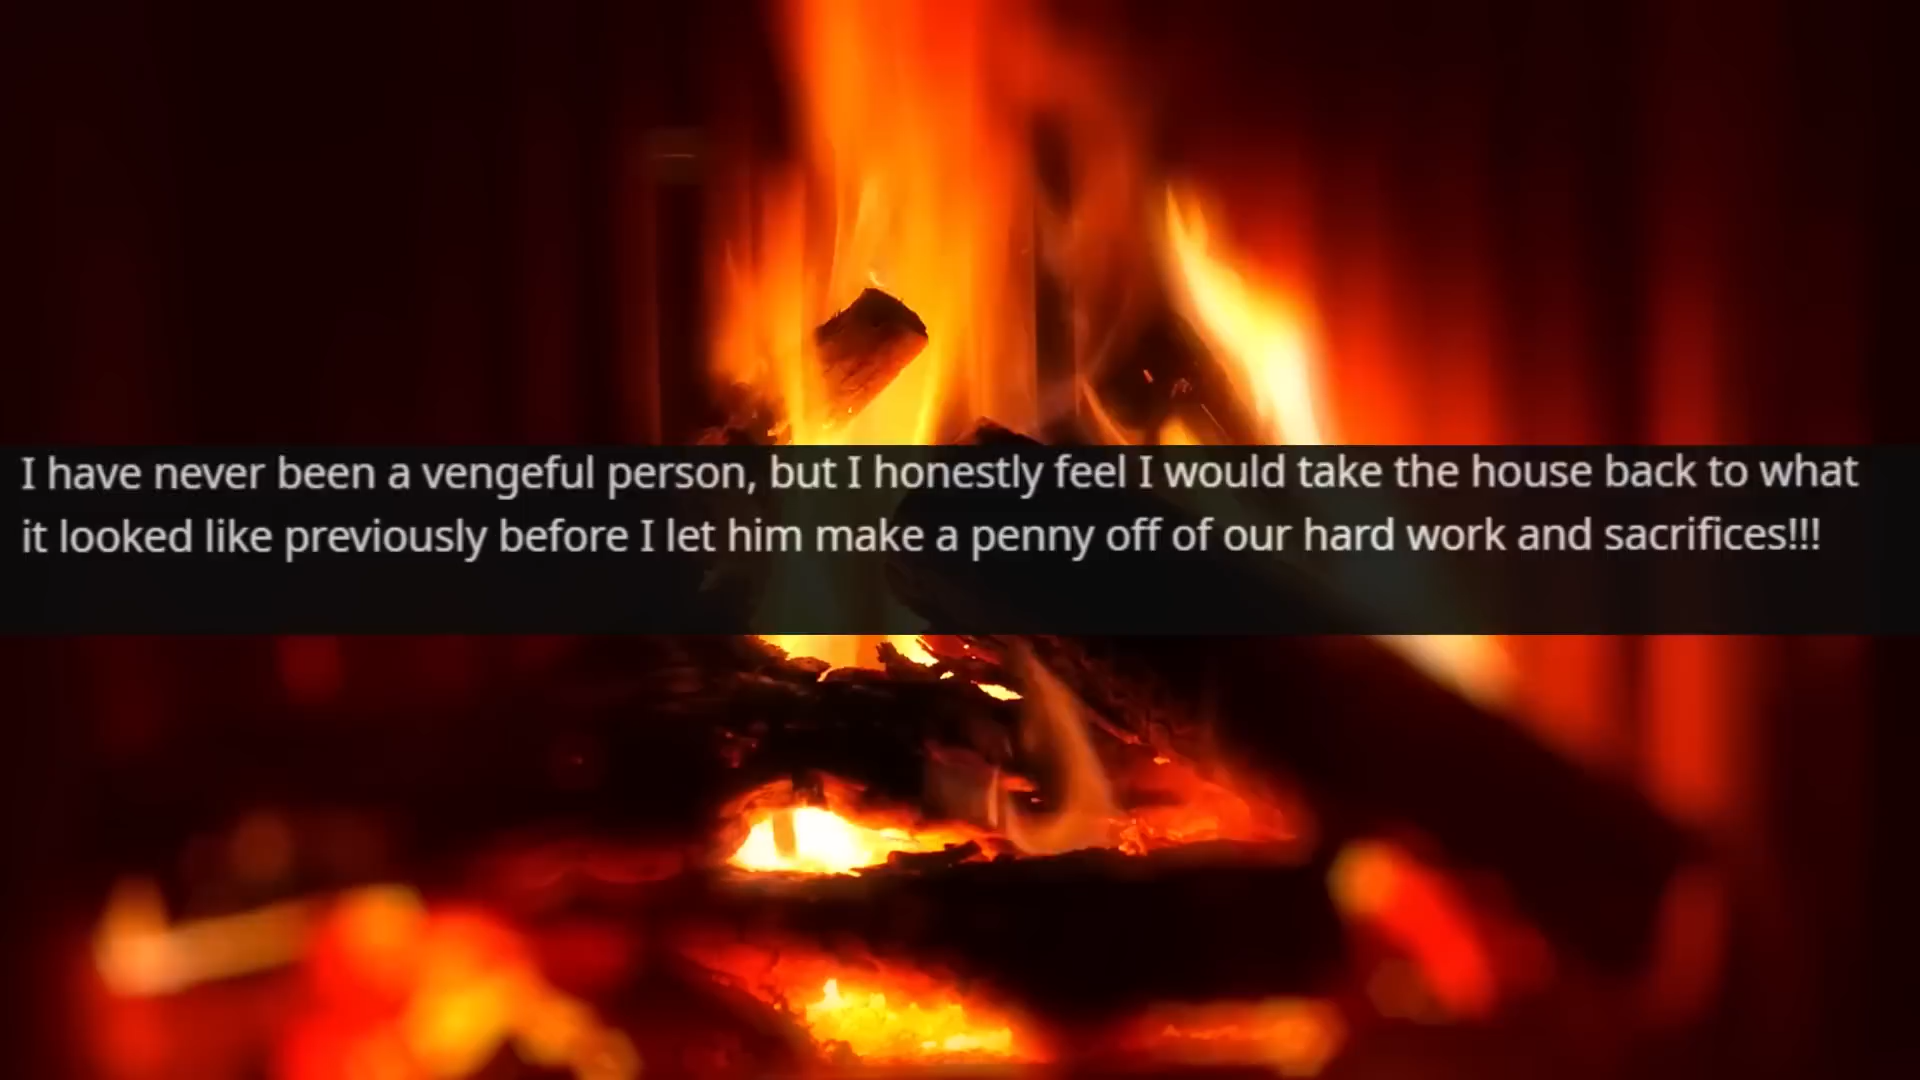 I have never been a vengeful person, but I honestly feel I would take the house back to what
it looked like previously before I let him make a penny off of our hard work and sacrifices!!!